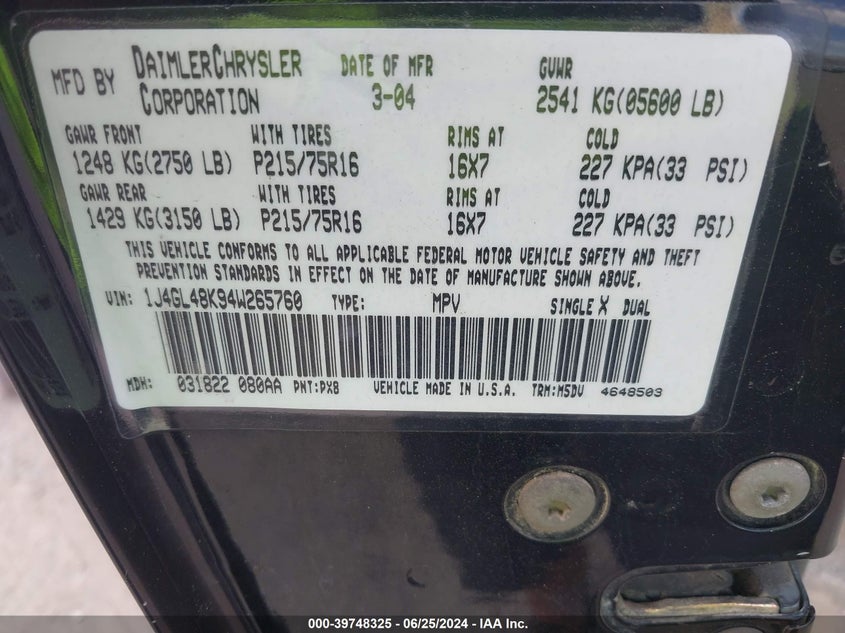 MFD BY DAIMLERCHRYSLER CORPORATION DATE OF MFR 3-04 GVWR 2541 KG(05600 LB)
GAWR FRONT WITH TIRES RIMS AT COLD
1248 KG(2750 LB) P215/75R16 16X7 227 KPA(33 PSI)
GAWR REAR WITH TIRES RIMS AT COLD
1429 KG(3150 LB) P215/75R16 16X7 227 KPA(33 PSI)
THIS VEHICLE CONFORMS TO ALL APPLICABLE FEDERAL MOTOR VEHICLE SAFETY AND THEFT
PREVENTION STANDARDS IN EFFECT ON THE DATE OF MANUFACTURE SHOWN ABOVE.
VIN: 1J4GL48K94W265760 TYPE: MPV SINGLE X DUAL
MDH: 031822 080AA PNT:PX8 VEHICLE MADE IN U.S.A. TRM:M5DV 4648503
000-39748325 - 06/25/2024 - IAA Inc.